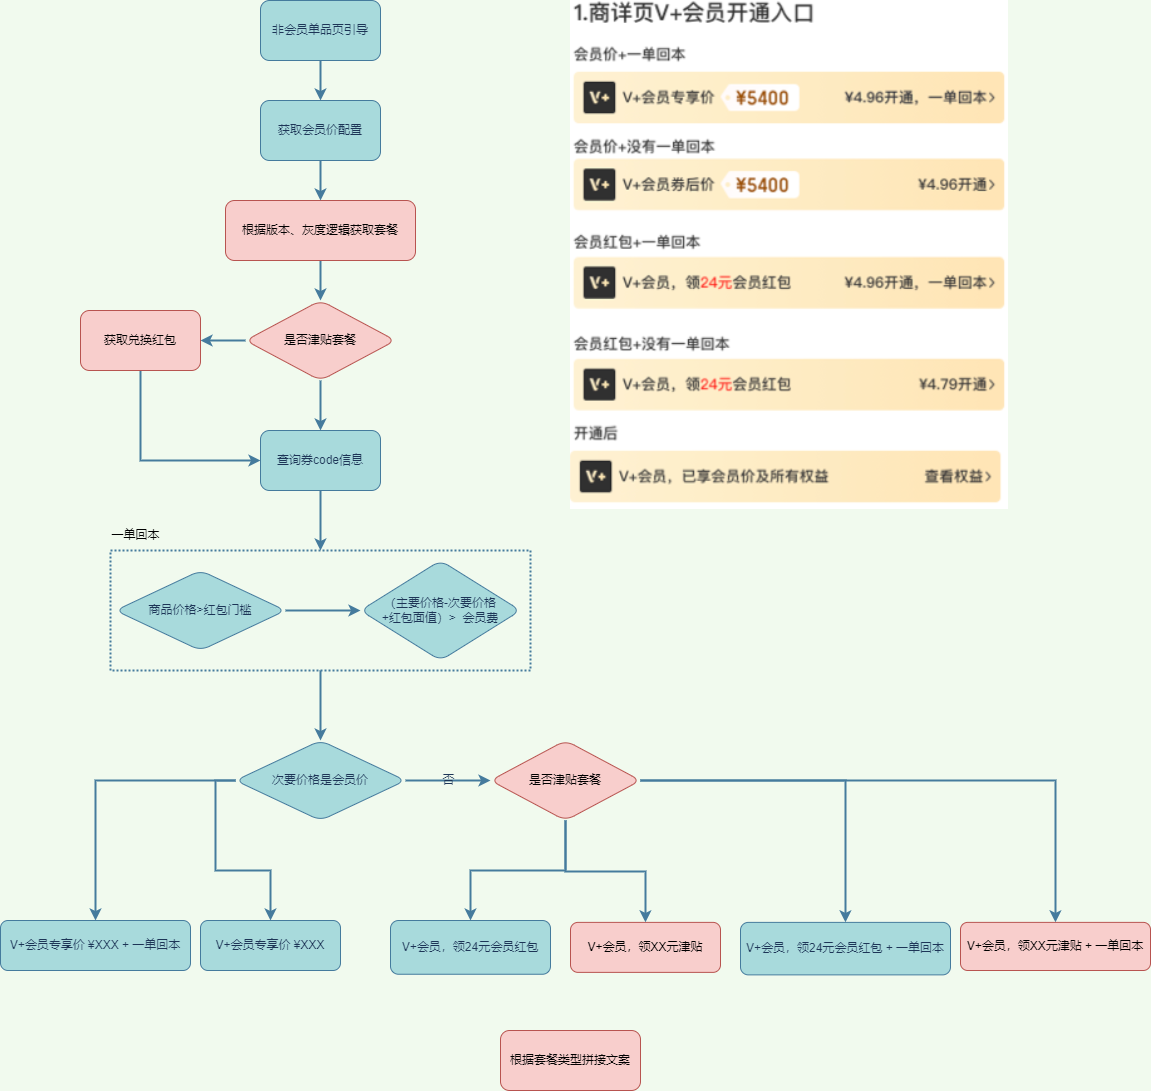 非会员单品页引导
获取会员价配置
根据版本、灰度逻辑获取套餐
是否津贴套餐
获取兑换红包
查询券code信息
一单回本
商品价格>红包门槛
（主要价格-次要价格
+红包面值）> 会员费
次要价格是会员价
否
是否津贴套餐
V+会员专享价 ¥XXX + 一单回本
V+会员专享价 ¥XXX
V+会员，领24元会员红包
V+会员，领XX元津贴
V+会员，领24元会员红包 + 一单回本
V+会员，领XX元津贴 + 一单回本
根据套餐类型拼接文案
1.商详页V+会员开通入口
会员价+一单回本
V+ V+会员专享价 ¥5400 ¥4.96开通，一单回本>
会员价+没有一单回本
V+ V+会员券后价 ¥5400 ¥4.96开通>
会员红包+一单回本
V+ V+会员，领24元会员红包 ¥4.96开通，一单回本>
会员红包+没有一单回本
V+ V+会员，领24元会员红包 ¥4.79开通>
开通后
V+ V+会员，已享会员价及所有权益 查看权益>